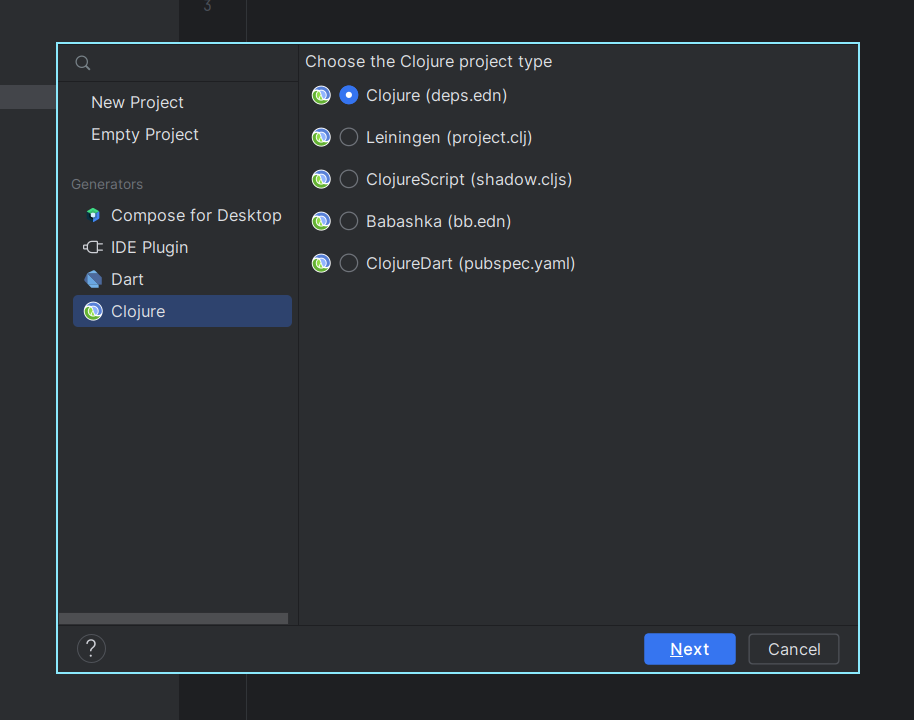 3
Choose the Clojure project type
New Project
Empty Project
Generators
Compose for Desktop
IDE Plugin
Dart
Clojure
Clojure (deps.edn)
Leiningen (project.clj)
ClojureScript (shadow.cljs)
Babashka (bb.edn)
ClojureDart (pubspec.yaml)
?
Next
Cancel